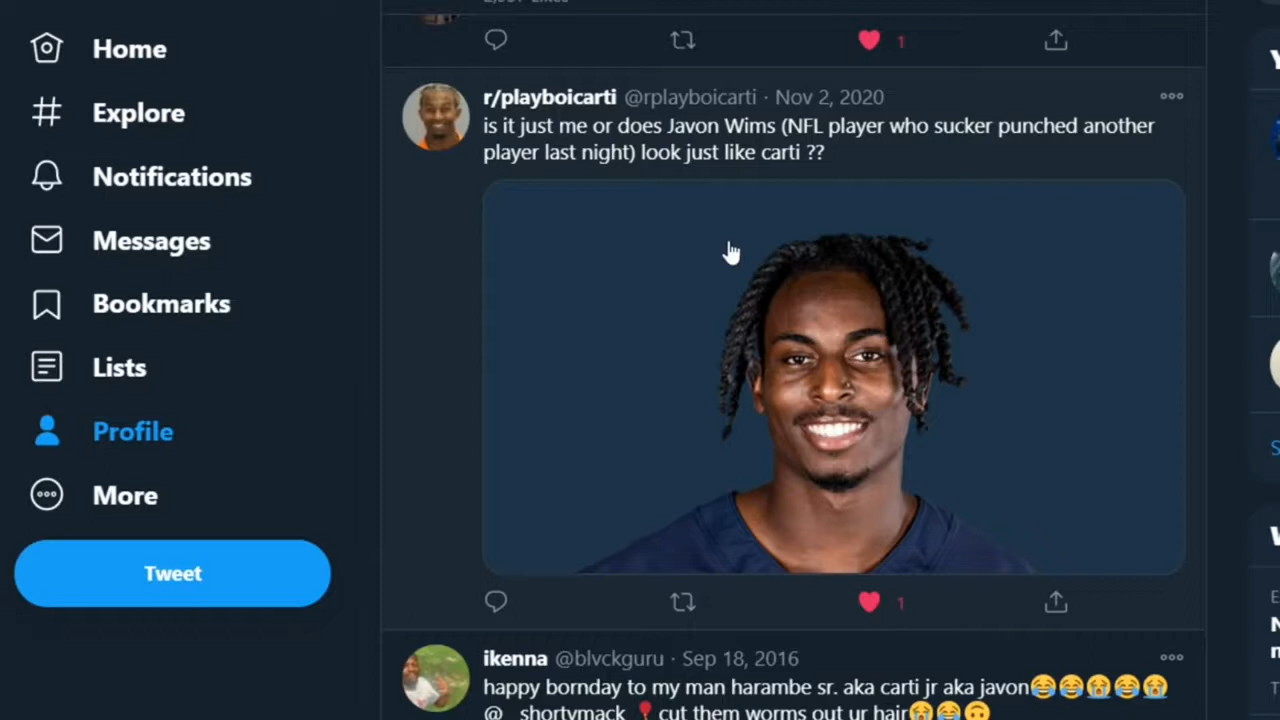 Home
Explore
Notifications
Messages
Bookmarks
Lists
Profile
More
Tweet
1
r/playboicarti @rplayboicarti · Nov 2, 2020
is it just me or does Javon Wims (NFL player who sucker punched another
player last night) look just like carti ??
1
ikenna @blvckguru · Sep 18, 2016
happy bornday to my man harambe sr. aka carti jr aka javon😂😂😭😂😭
@__shortymack 🎈 cut them worms out ur hair😭😂🙃